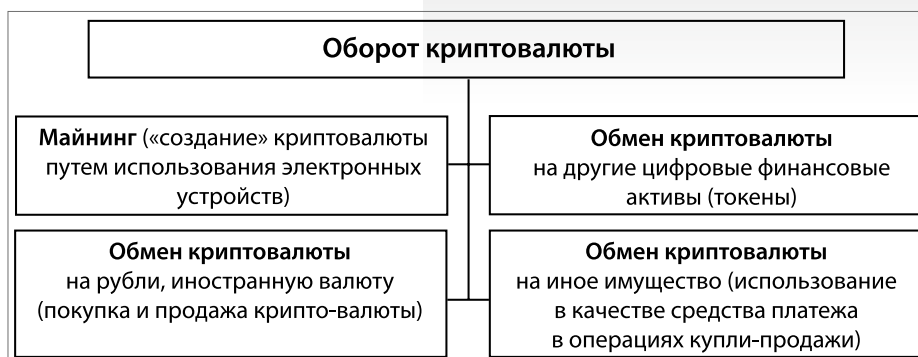 Оборот криптовалюты
Майнинг («создание» криптовалюты
путем использования электронных
устройств)
Обмен криптовалюты
на другие цифровые финансовые
активы (токены)
Обмен криптовалюты
на рубли, иностранную валюту
(покупка и продажа крипто-валюты)
Обмен криптовалюты
на иное имущество (использование
в качестве средства платежа
в операциях купли-продажи)